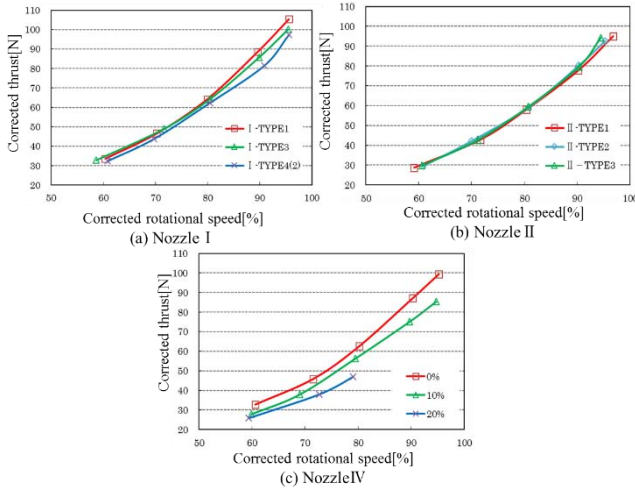 Corrected thrust[N]
110
100
90
80
70
60
50
40
30
20
50 60 70 80 90 100
I-TYPE1
I-TYPE3
I-TYPE4(2)
Corrected rotational speed[%]
(a) Nozzle I
Corrected thrust[N]
110
100
90
80
70
60
50
40
30
20
50 60 70 80 90 100
II-TYPE1
II-TYPE2
II-TYPE3
Corrected rotational speed[%]
(b) Nozzle II
Corrected thrust[N]
110
100
90
80
70
60
50
40
30
20
50 60 70 80 90 100
0%
10%
20%
Corrected rotational speed[%]
(c) NozzleIV